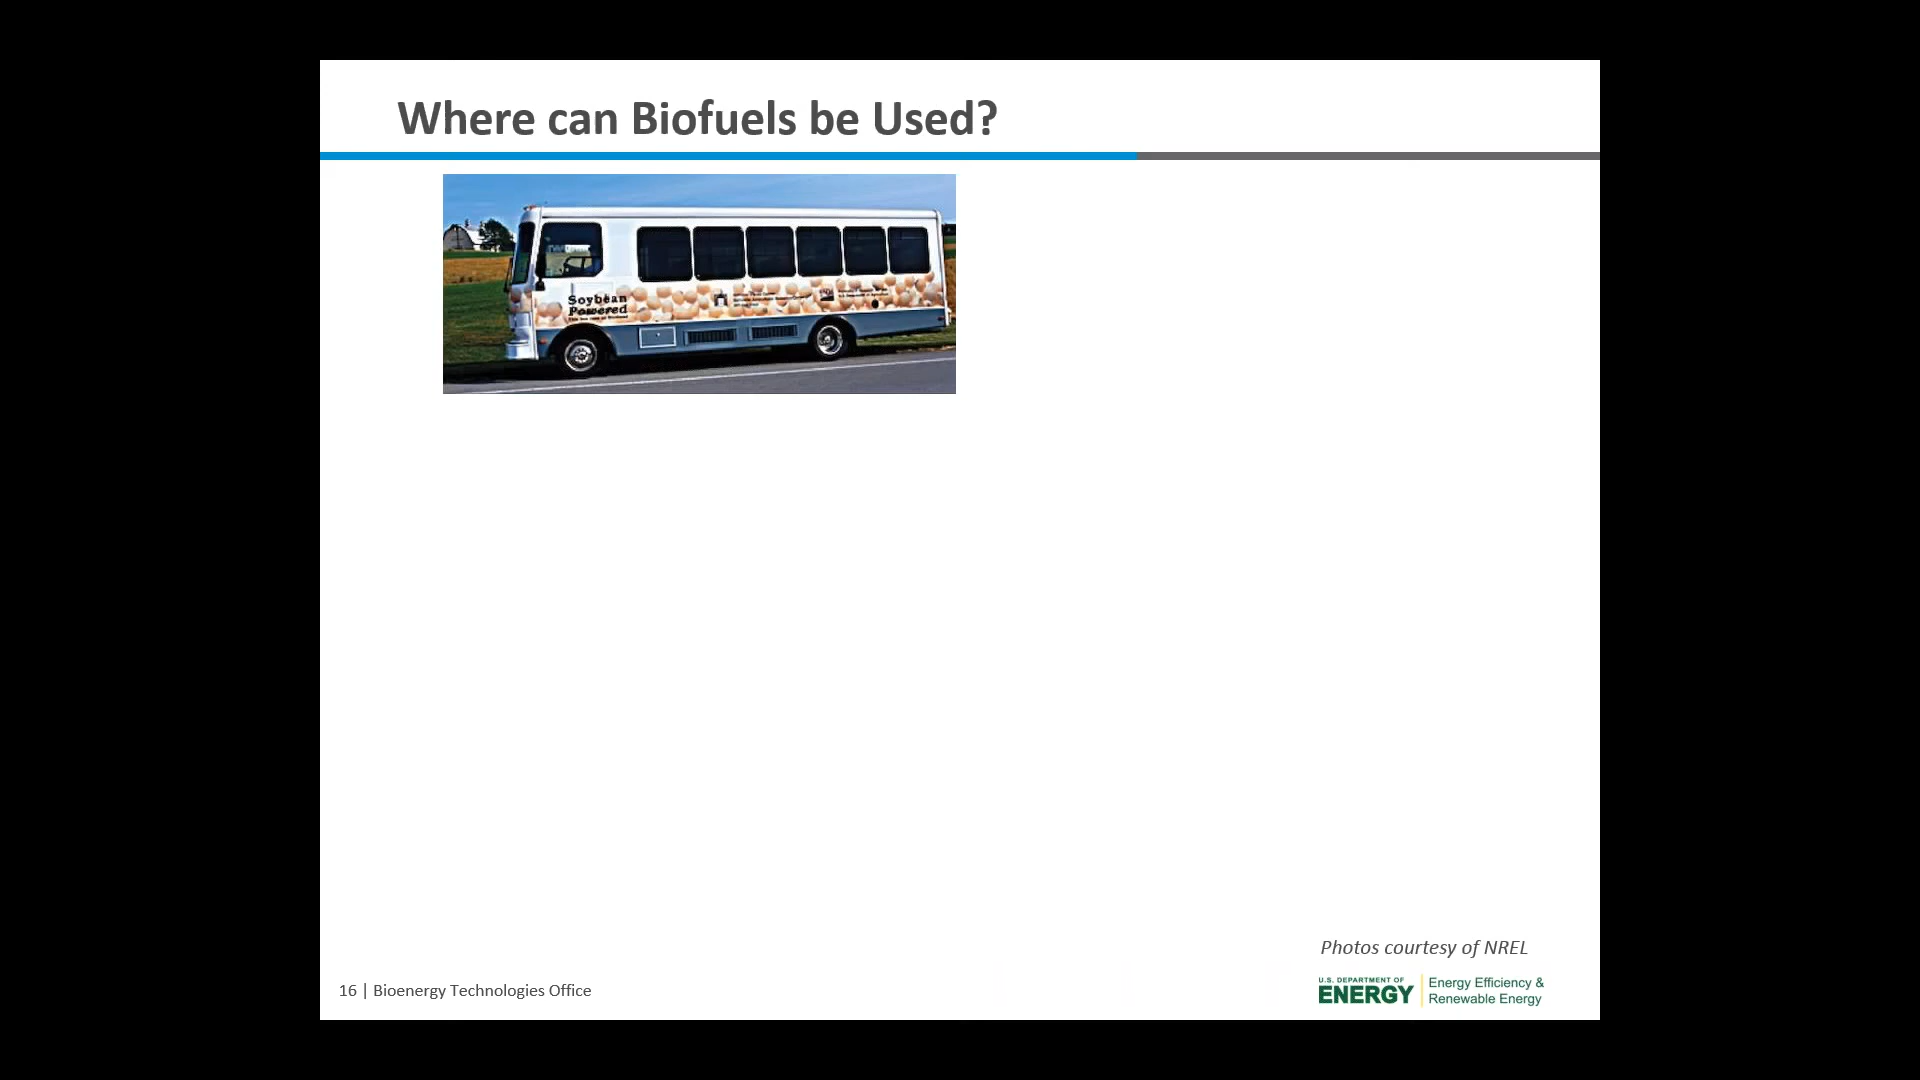 Where can Biofuels be Used?
Soybean
Powered
Photos courtesy of NREL
16 | Bioenergy Technologies Office
U.S. DEPARTMENT OF
ENERGY
Energy Efficiency &
Renewable Energy